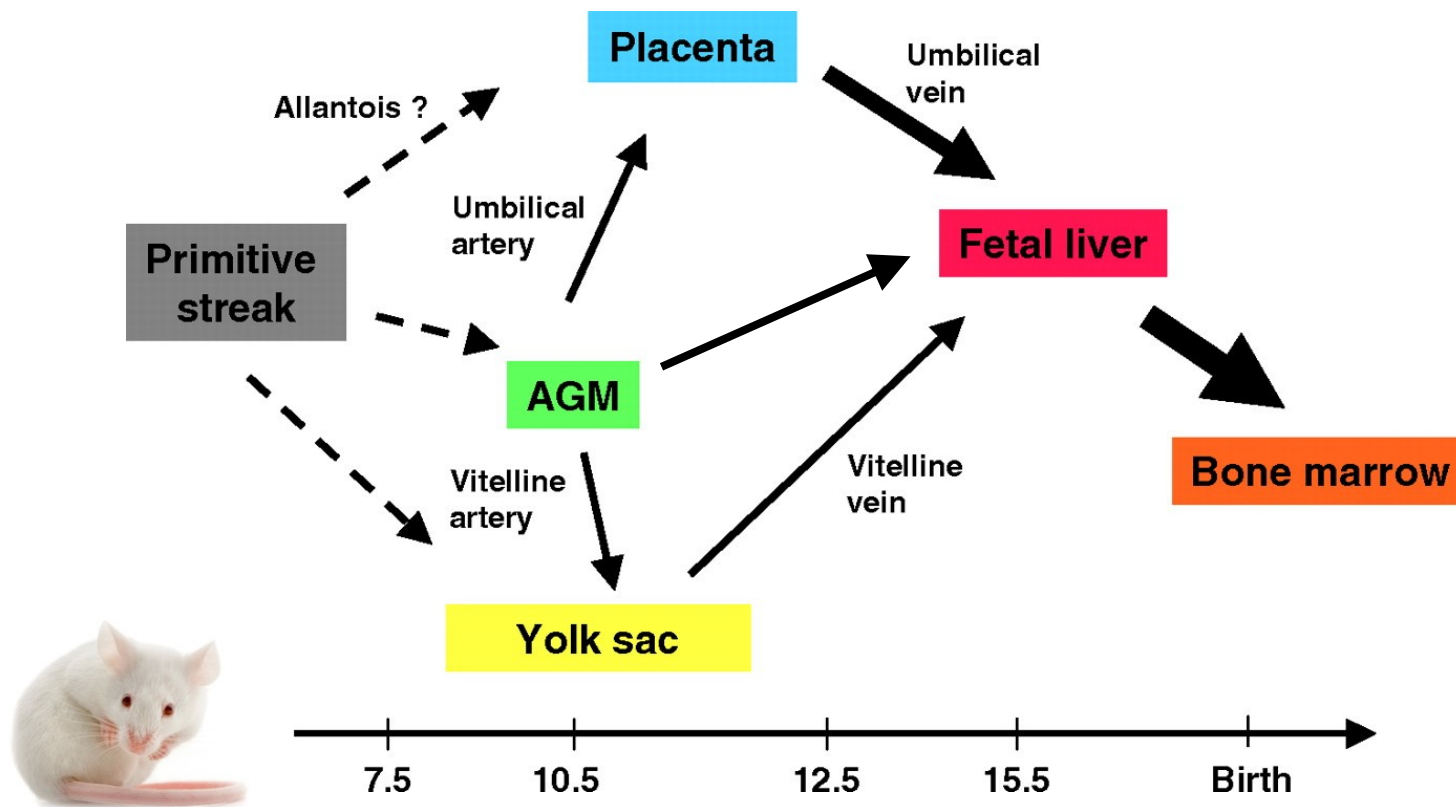 Placenta
Umbilical
vein
Allantois ?
Umbilical
artery
Primitive
streak
Fetal liver
AGM
Vitelline
artery
Vitelline
vein
Bone marrow
Yolk sac
7.5
10.5
12.5
15.5
Birth